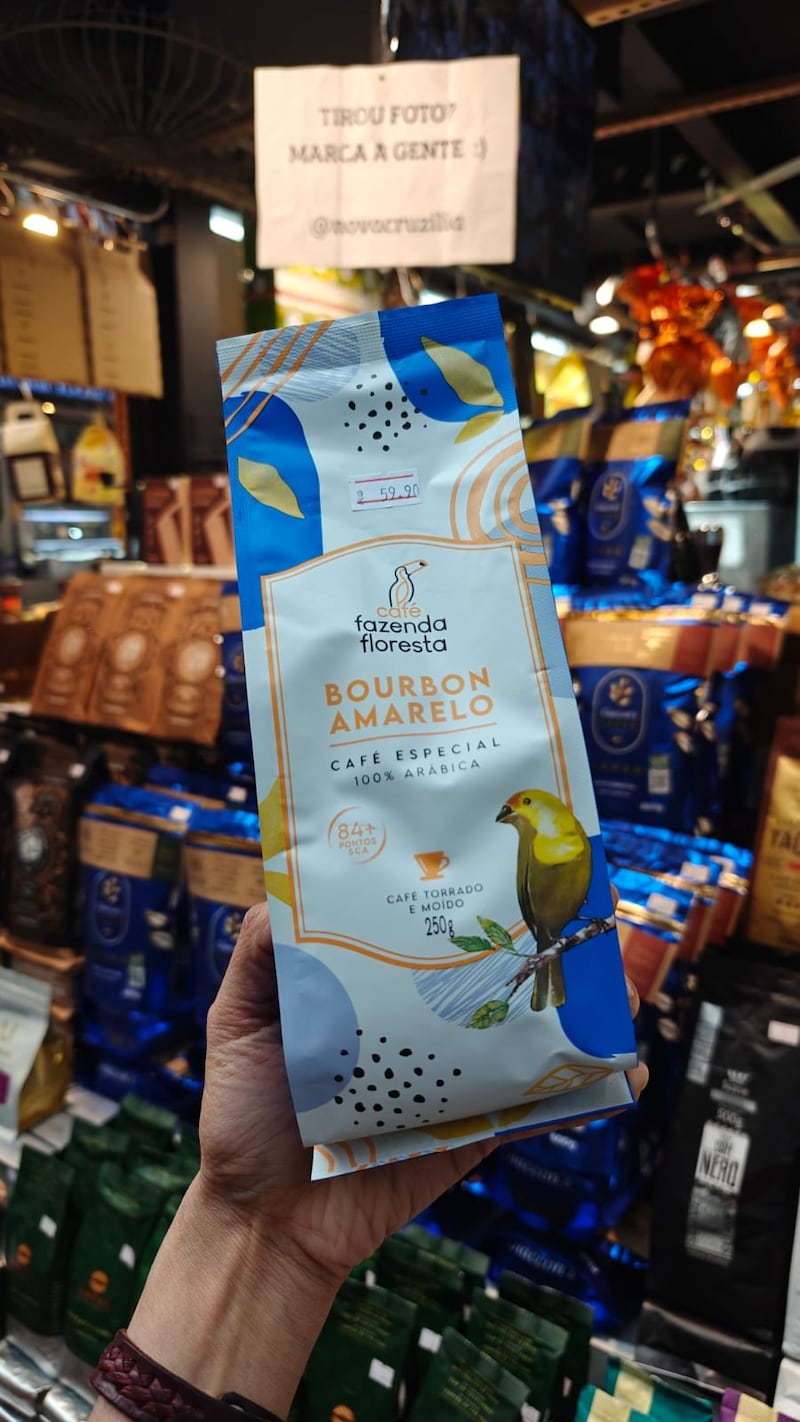 TIROU FOTO?
MARCA A GENTE :)
@novocruzilia
59.90
café
fazenda
floresta
BOURBON
AMARELO
CAFÉ ESPECIAL
100% ARÁBICA
84+
PONTOS
SCA
CAFÉ TORRADO
E MOÍDO
250g
500g
NERO